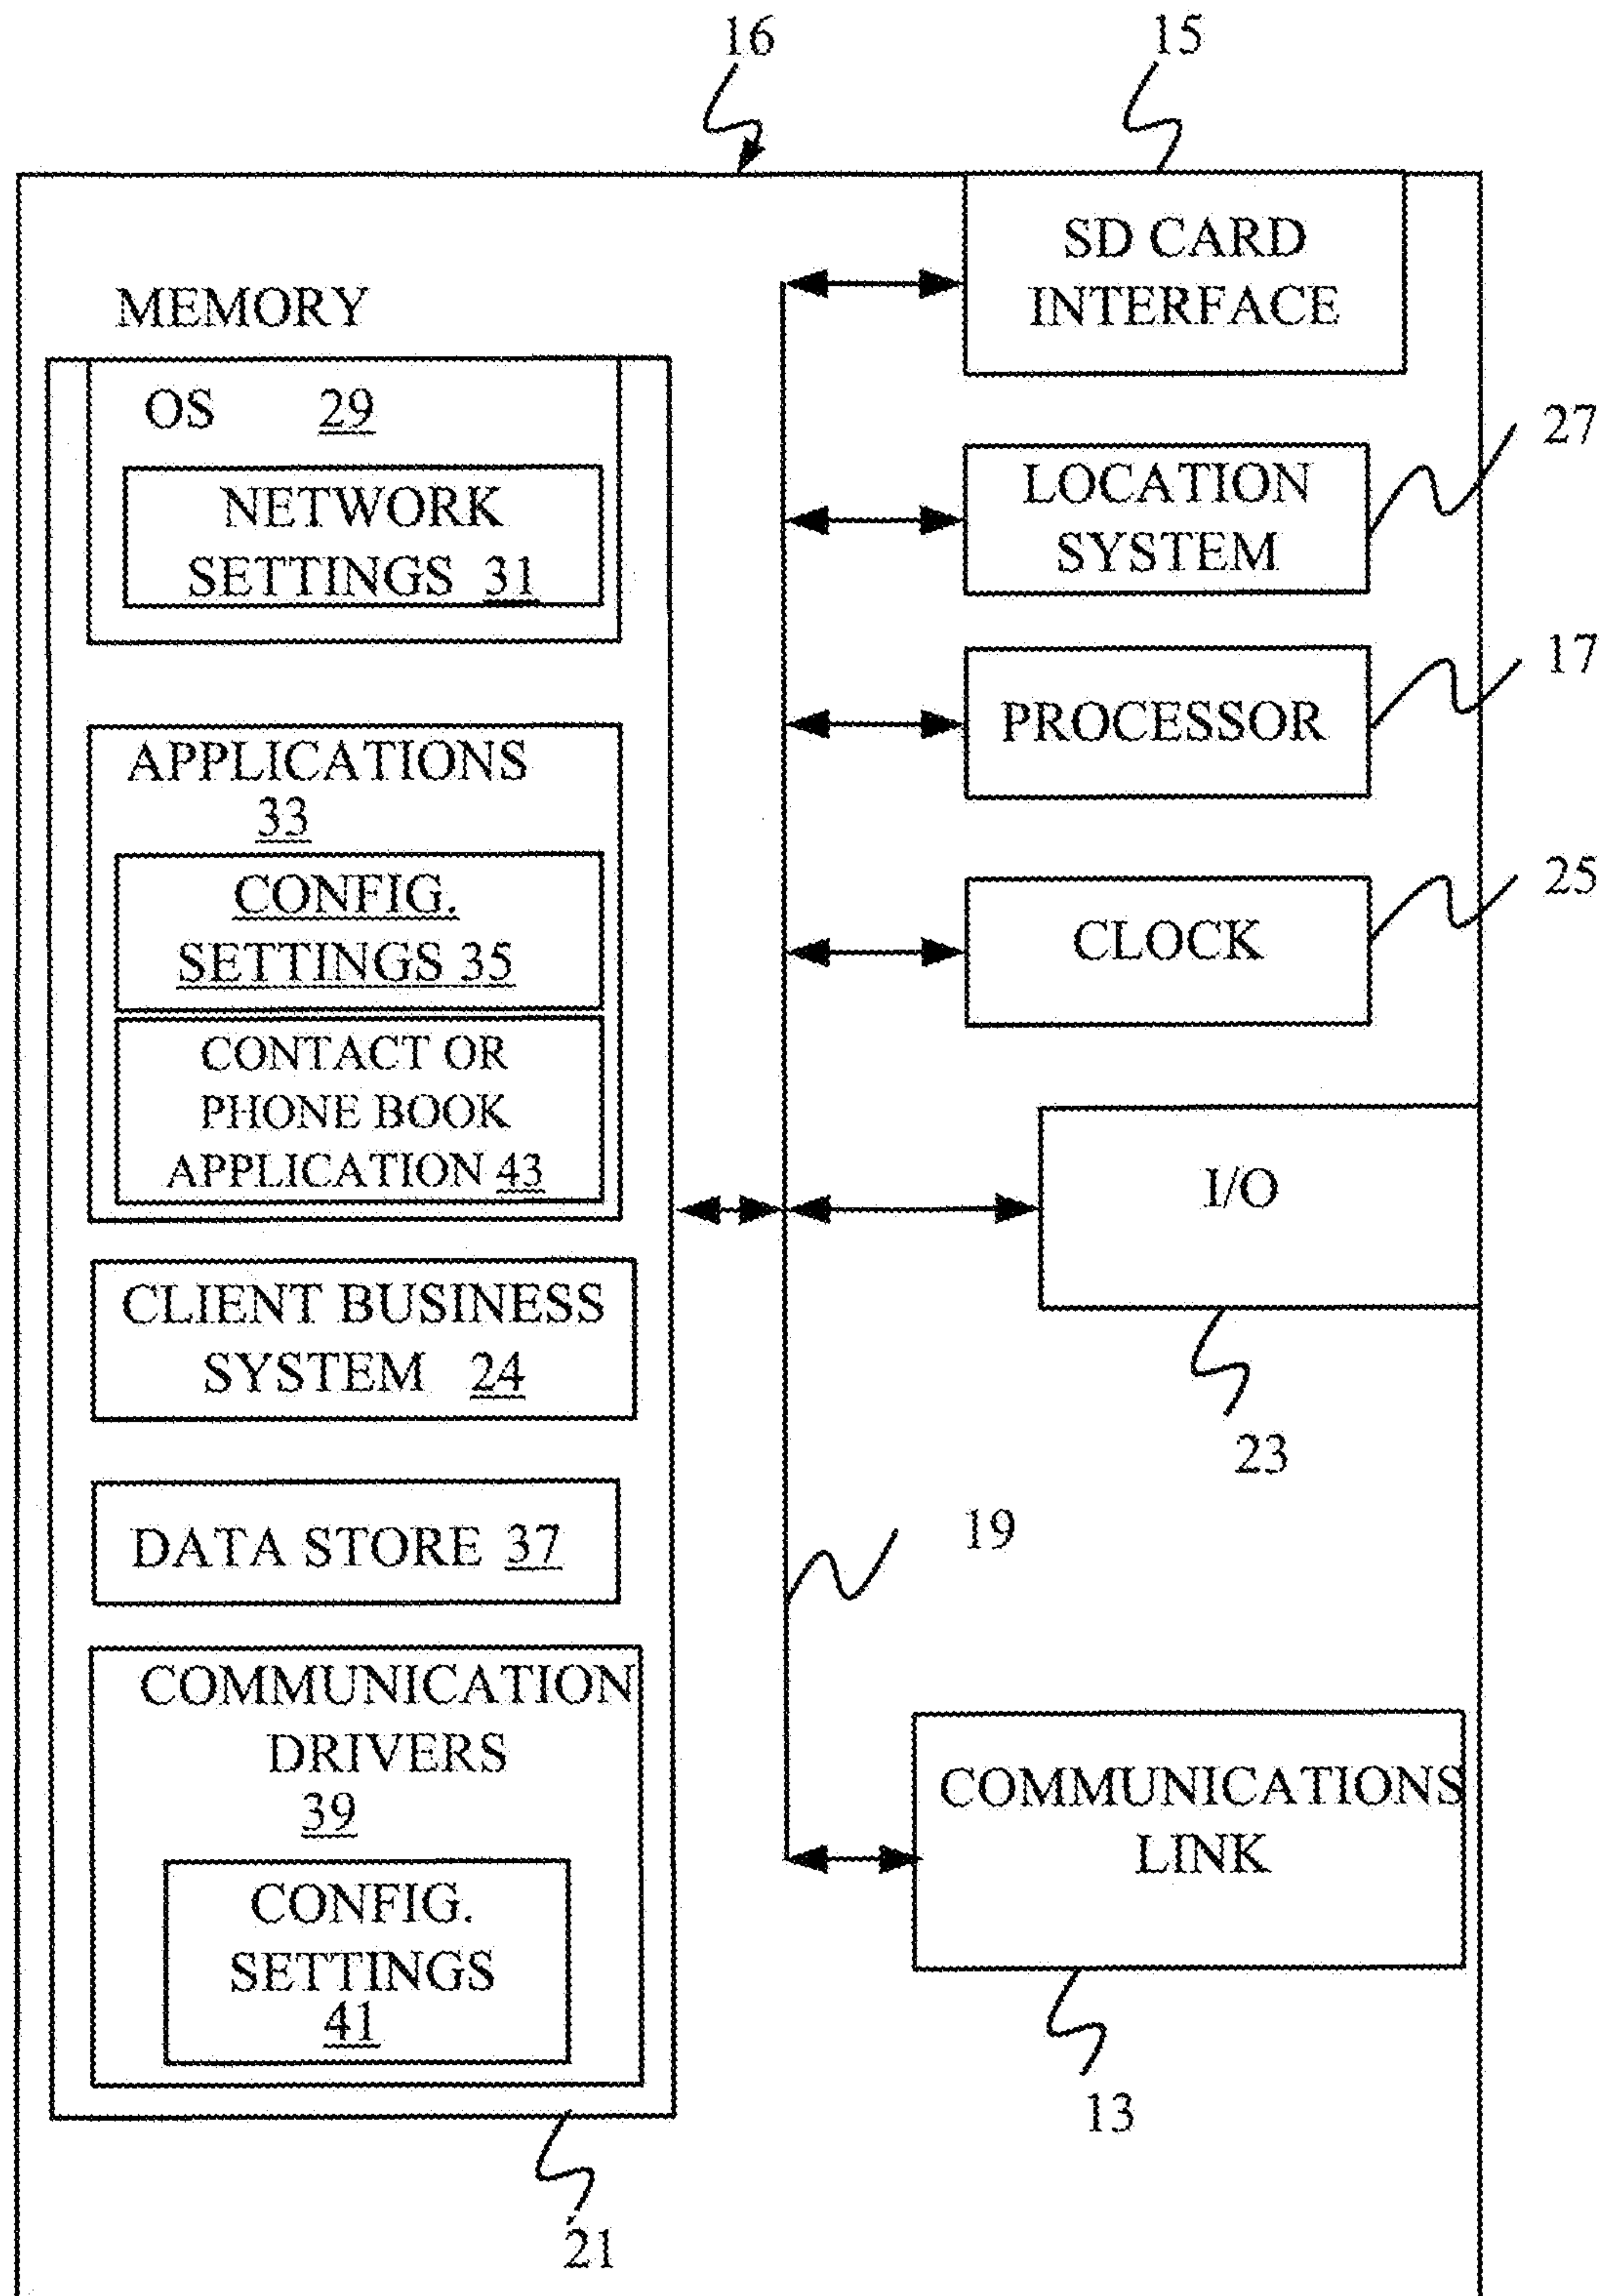 16
15
SD CARD
INTERFACE
MEMORY
OS 29
NETWORK
SETTINGS 31
27
LOCATION
SYSTEM
17
PROCESSOR
APPLICATIONS
33
CONFIG.
SETTINGS 35
CONTACT OR
PHONE BOOK
APPLICATION 43
25
CLOCK
I/O
23
CLIENT BUSINESS
SYSTEM 24
19
DATA STORE 37
COMMUNICATION
DRIVERS
39
CONFIG.
SETTINGS
41
COMMUNICATIONS
LINK
13
21